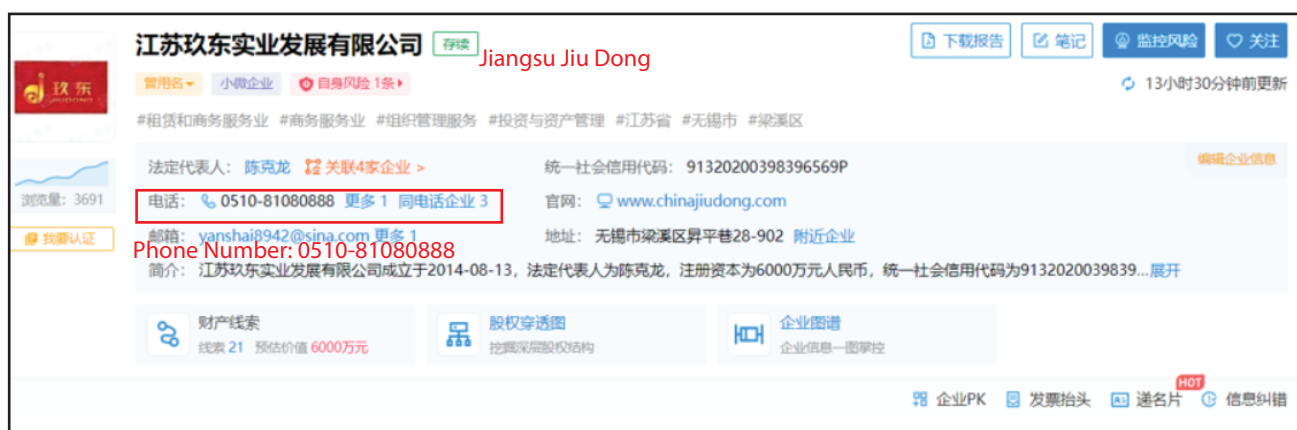 江苏玖东实业发展有限公司 存续 Jiangsu Jiu Dong
下载报告 笔记 监控风险 关注
玖东
JIUDONG
曾用名 小微企业 自身风险 1条
13小时30分钟前更新
#租赁和商务服务业 #商务服务业 #组织管理服务 #投资与资产管理 #江苏省 #无锡市 #梁溪区
法定代表人： 陈克龙 关联4家企业 > 统一社会信用代码： 91320200398396569P 编辑企业信息
浏览量：3691
电话： 0510-81080888 更多 1 同电话企业 3 官网： www.chinajiudong.com
我要认证
邮箱： yanshai8942@sina.com 更多 1 地址： 无锡市梁溪区昇平巷28-902 附近企业
Phone Number: 0510-81080888
简介： 江苏玖东实业发展有限公司成立于2014-08-13，法定代表人为陈克龙，注册资本为6000万元人民币，统一社会信用代码为9132020039839...展开
财产线索 股权穿透图 企业图谱
线索 21 预估价值 6000万元 挖掘深层股权结构 企业信息一图掌控
HOT
企业PK 发票抬头 递名片 信息纠错